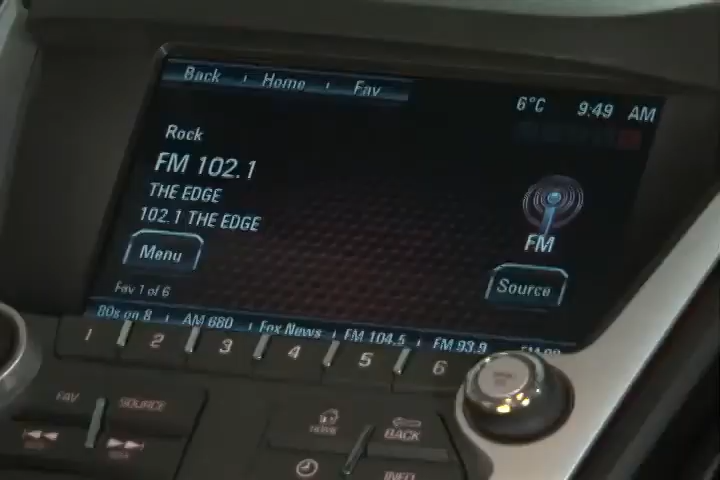 Back Home Fav
6°C 9:49 AM
Rock
FM 102.1
THE EDGE
102.1 THE EDGE
FM
Menu
Source
Fav 1 of 6
80s on 8 AM 680 Fox News FM 104.5 FM 93.9
1 2 3 4 5 6
FAV SOURCE
HOME BACK
INFO